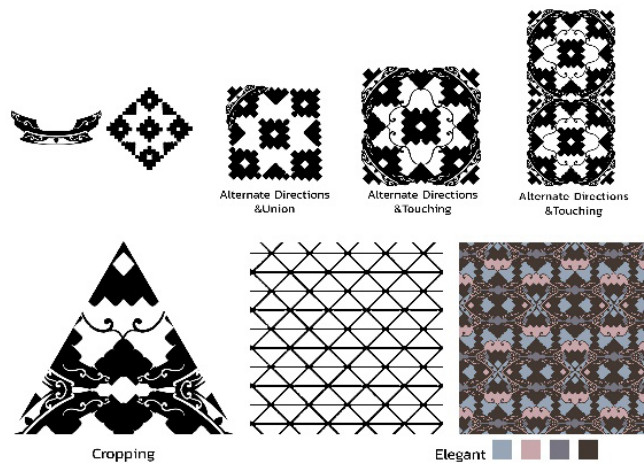 Alternate Directions
&Union
Alternate Directions
&Touching
Alternate Directions
&Touching
Cropping
Elegant